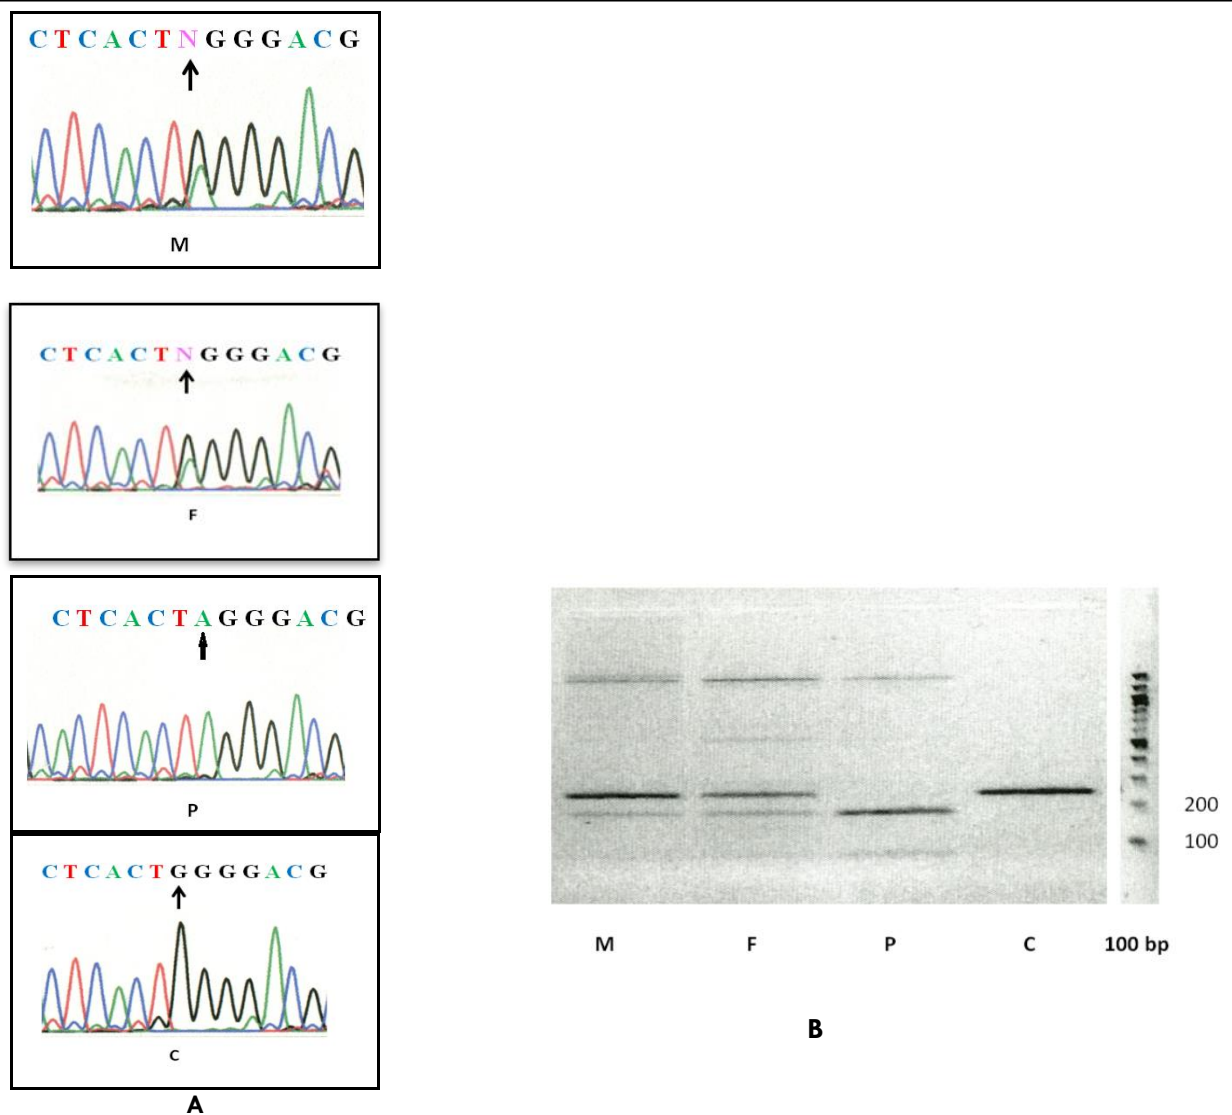 CTCACTNGGGACG
M
CTCACTNGGGACG
F
CTCACTAGGGACG
P
CTCACTGGGGACG
C
A
200
100
M F P C 100 bp
B